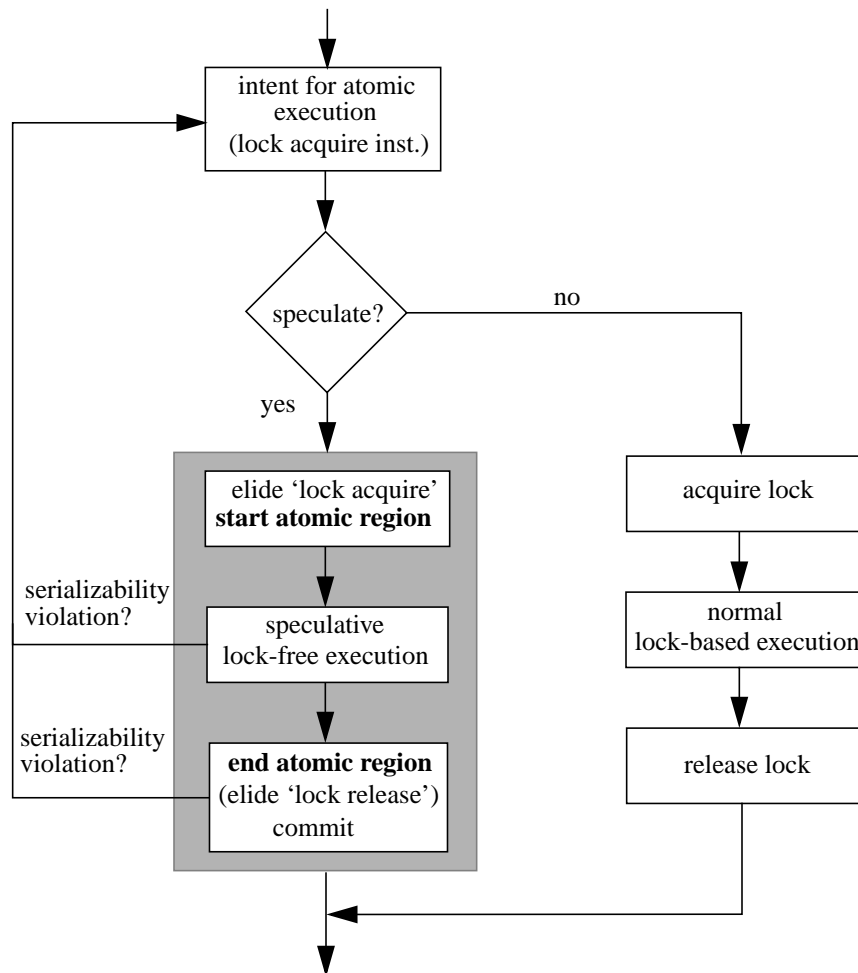 intent for atomic
execution
(lock acquire inst.)
speculate?
no
yes
elide ‘lock acquire’
start atomic region
acquire lock
serializability
violation?
speculative
lock-free execution
normal
lock-based execution
serializability
violation?
end atomic region
(elide ‘lock release’)
commit
release lock